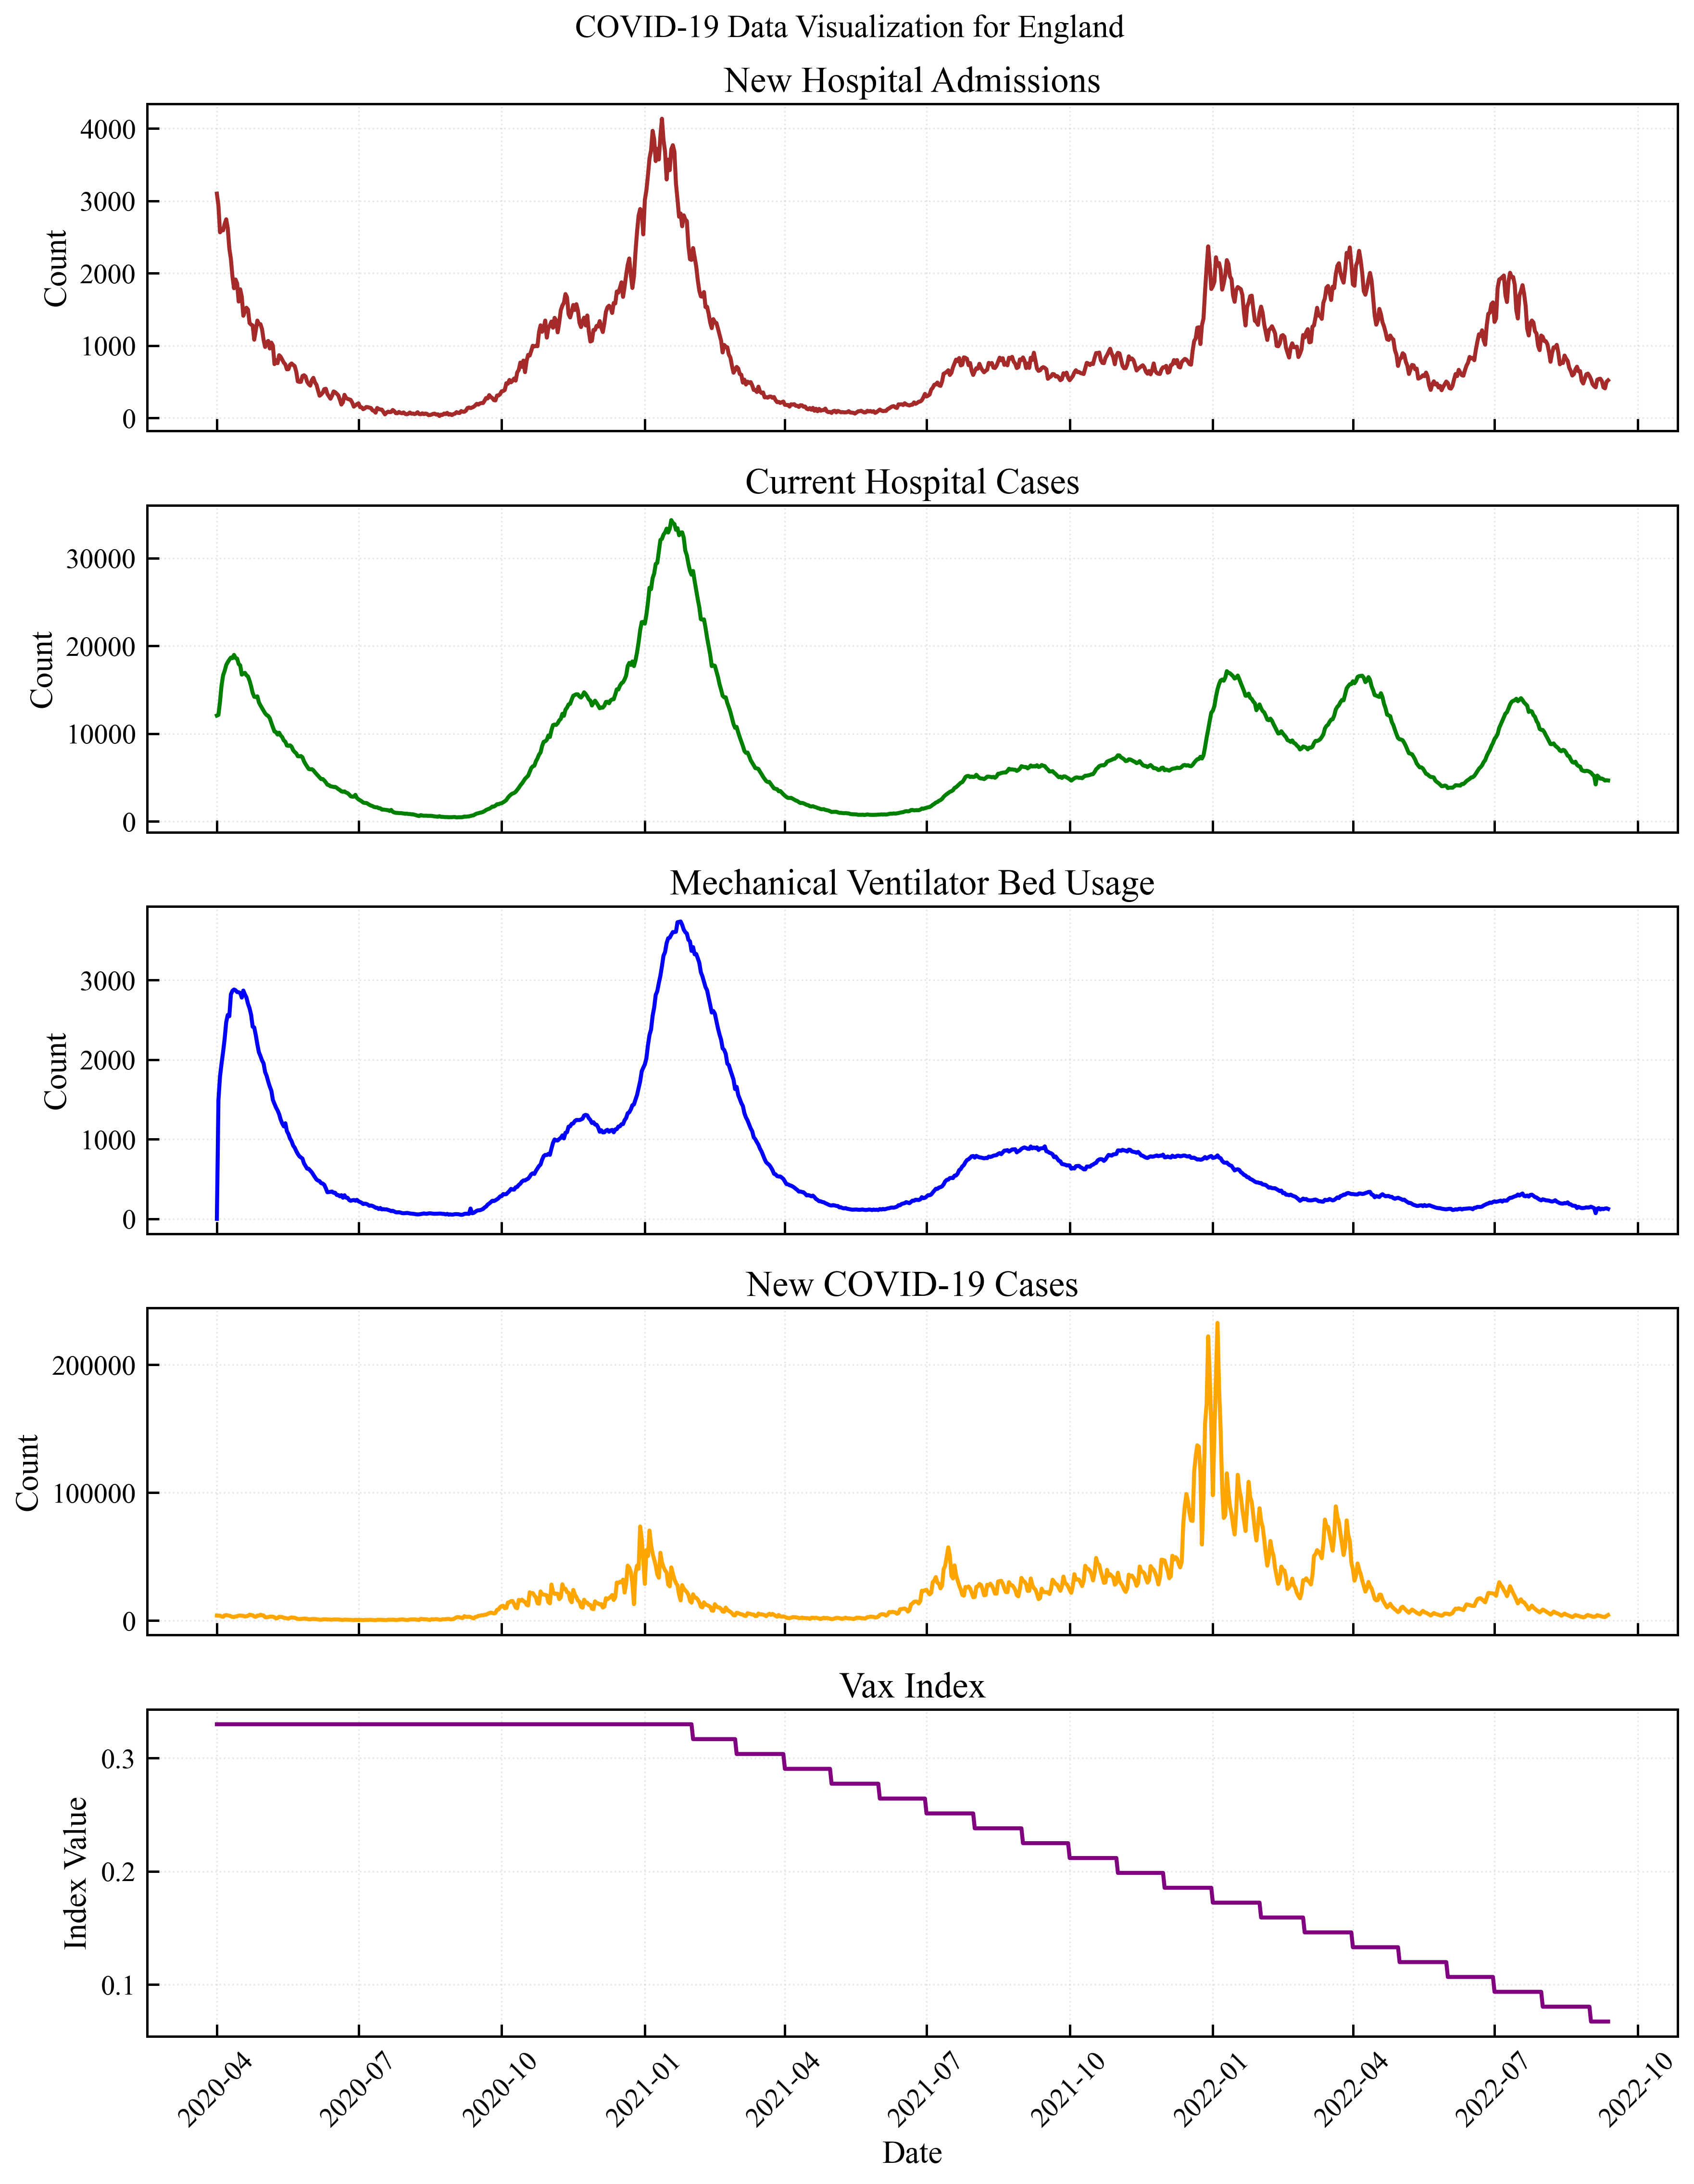 COVID-19 Data Visualization for England
New Hospital Admissions
4000
3000
2000
1000
0
Count
Current Hospital Cases
30000
20000
10000
0
Count
Mechanical Ventilator Bed Usage
3000
2000
1000
0
Count
New COVID-19 Cases
200000
100000
0
Count
Vax Index
0.3
0.2
0.1
Index Value
2020-04 2020-07 2020-10 2021-01 2021-04 2021-07 2021-10 2022-01 2022-04 2022-07 2022-10
Date